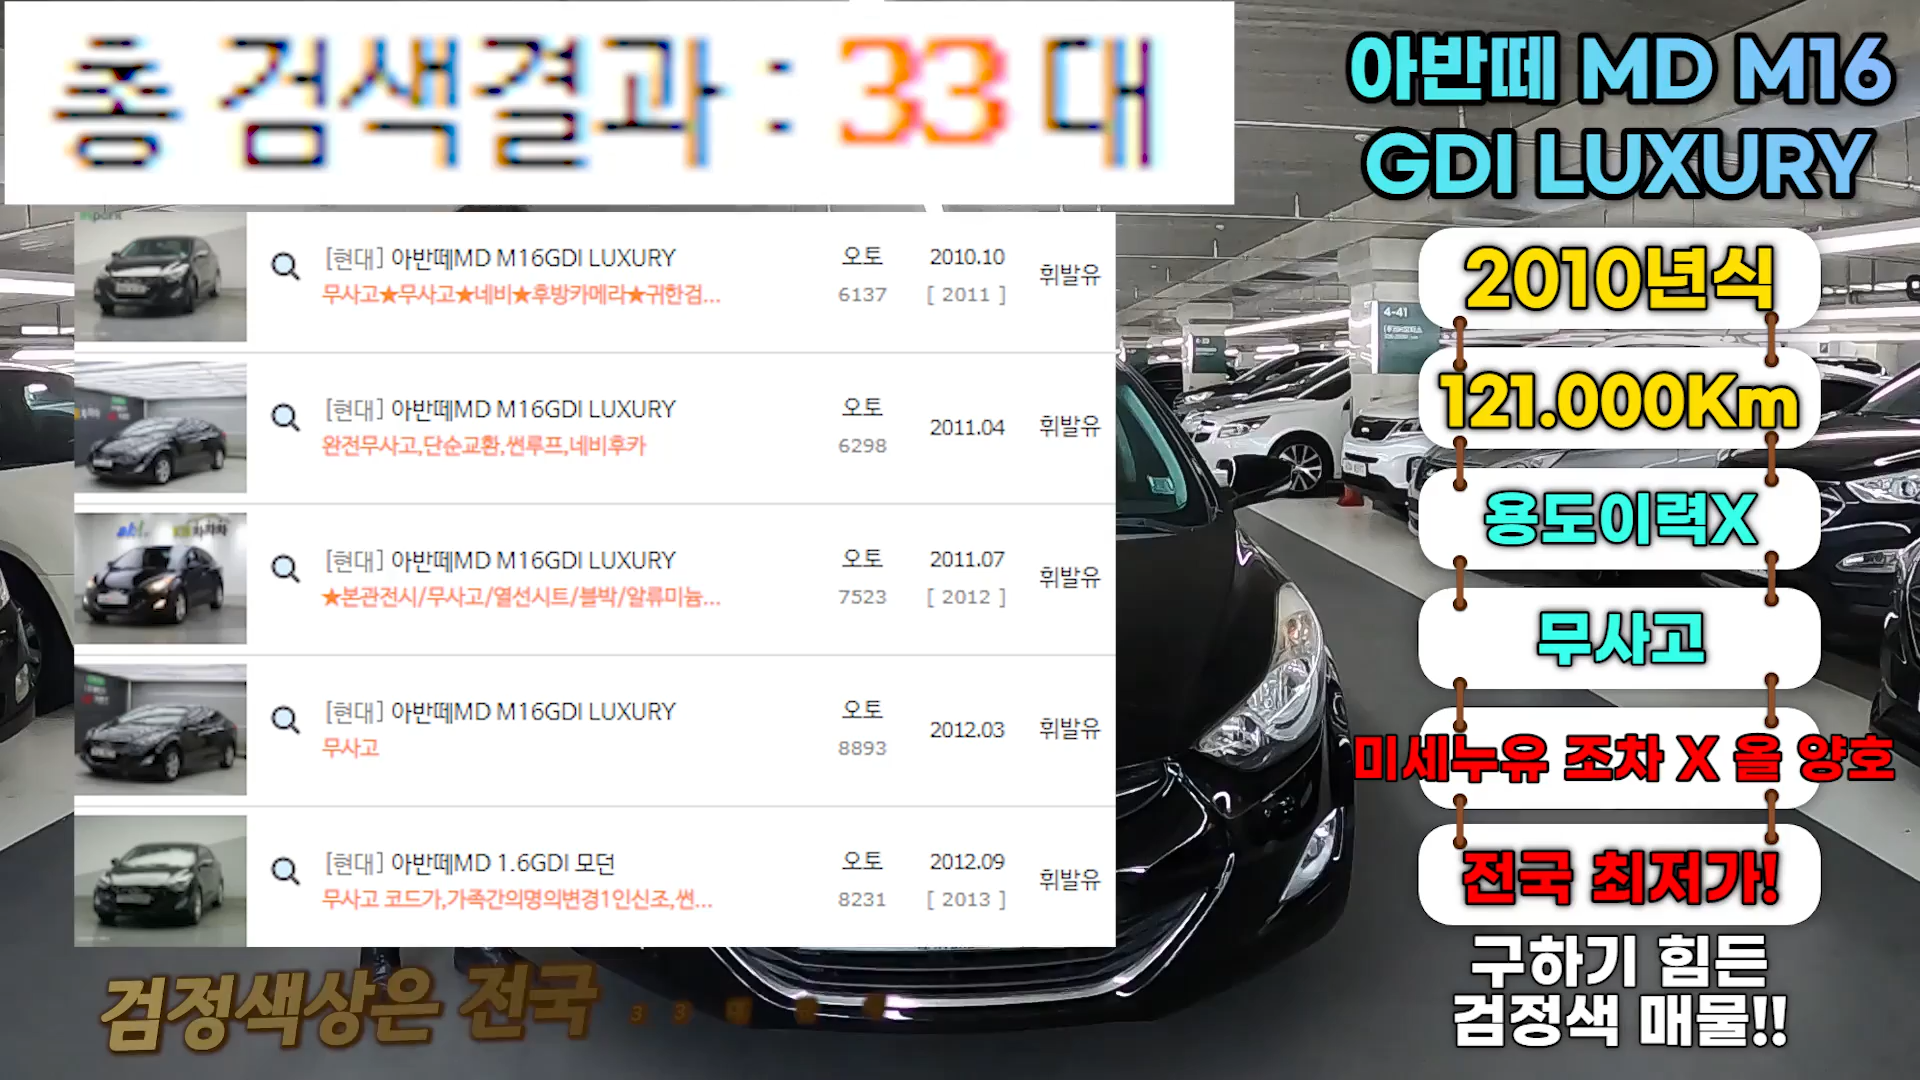 총 검색결과 : 33 대
[현대] 아반떼MD M16GDI LUXURY 오토 2010.10 휘발유
무사고★무사고★네비★후방카메라★귀한검... 6137 [ 2011 ]
[현대] 아반떼MD M16GDI LUXURY 오토 2011.04 휘발유
완전무사고,단순교환,썬루프,네비후카 6298
[현대] 아반떼MD M16GDI LUXURY 오토 2011.07 휘발유
★본관전시/무사고/열선시트/블박/알류미늄... 7523 [ 2012 ]
[현대] 아반떼MD M16GDI LUXURY 오토 2012.03 휘발유
무사고 8893
[현대] 아반떼MD 1.6GDI 모던 오토 2012.09 휘발유
무사고 코드가,가족간의명의변경1인신조,썬... 8231 [ 2013 ]
검정색상은 전국 33대
아반떼 MD M16
GDI LUXURY
2010년식
121.000Km
용도이력X
무사고
미세누유 조차 X 올 양호
전국 최저가!
구하기 힘든
검정색 매물!!
4-41